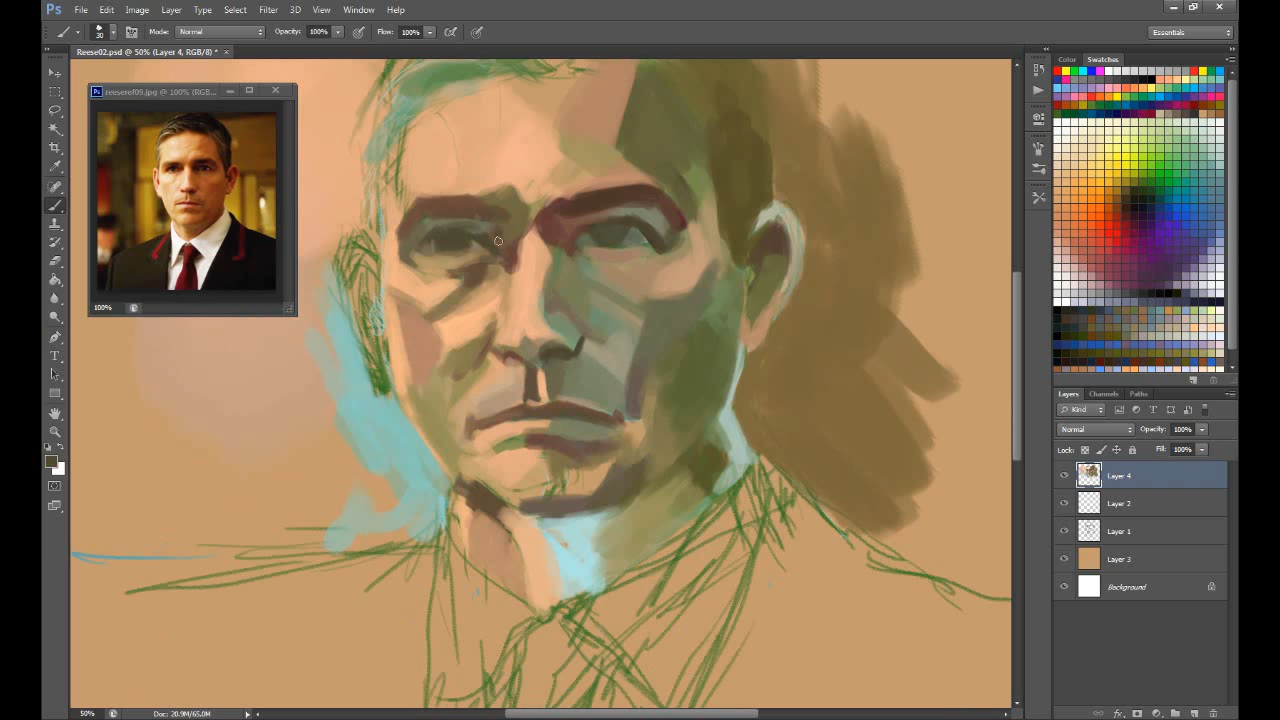 Ps File Edit Image Layer Type Select Filter 3D View Window Help
30 Mode: Normal Opacity: 100% Flow: 100% Essentials
Reese02.psd @ 50% (Layer 4, RGB/8) * ×
Color Swatches
Ps reeseref09.jpg @ 100% (RGB...
100%
T
Layers Channels Paths
Kind T
Normal Opacity: 100%
Lock: Fill: 100%
Layer 4
Layer 2
Layer 1
Layer 3
Background
50% Doc: 20.9M/65.0M
fx